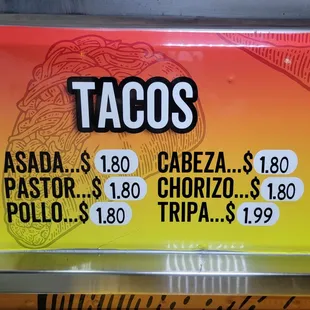 TACOS
ASADA...$ 1.80
PASTOR...$ 1.80
POLLO...$ 1.80
CABEZA...$ 1.80
CHORIZO...$ 1.80
TRIPA...$ 1.99